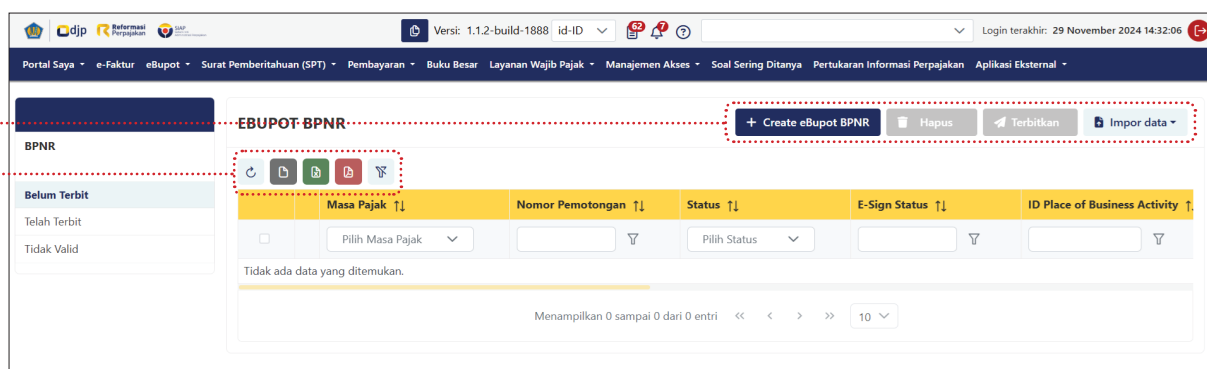 djp Reformasi Perpajakan SIAP Versi: 1.1.2-build-1888 id-ID 62 7 Login terakhir: 29 November 2024 14:32:06
Portal Saya e-Faktur eBupot Surat Pemberitahuan (SPT) Pembayaran Buku Besar Layanan Wajib Pajak Manajemen Akses Soal Sering Ditanya Pertukaran Informasi Perpajakan Aplikasi Eksternal
BPNR
Belum Terbit
Telah Terbit
Tidak Valid
EBUPOT BPNR
+ Create eBupot BPNR Hapus Terbitkan Impor data
Masa Pajak Nomor Pemotongan Status E-Sign Status ID Place of Business Activity
Pilih Masa Pajak Pilih Status
Tidak ada data yang ditemukan.
Menampilkan 0 sampai 0 dari 0 entri << < > >> 10